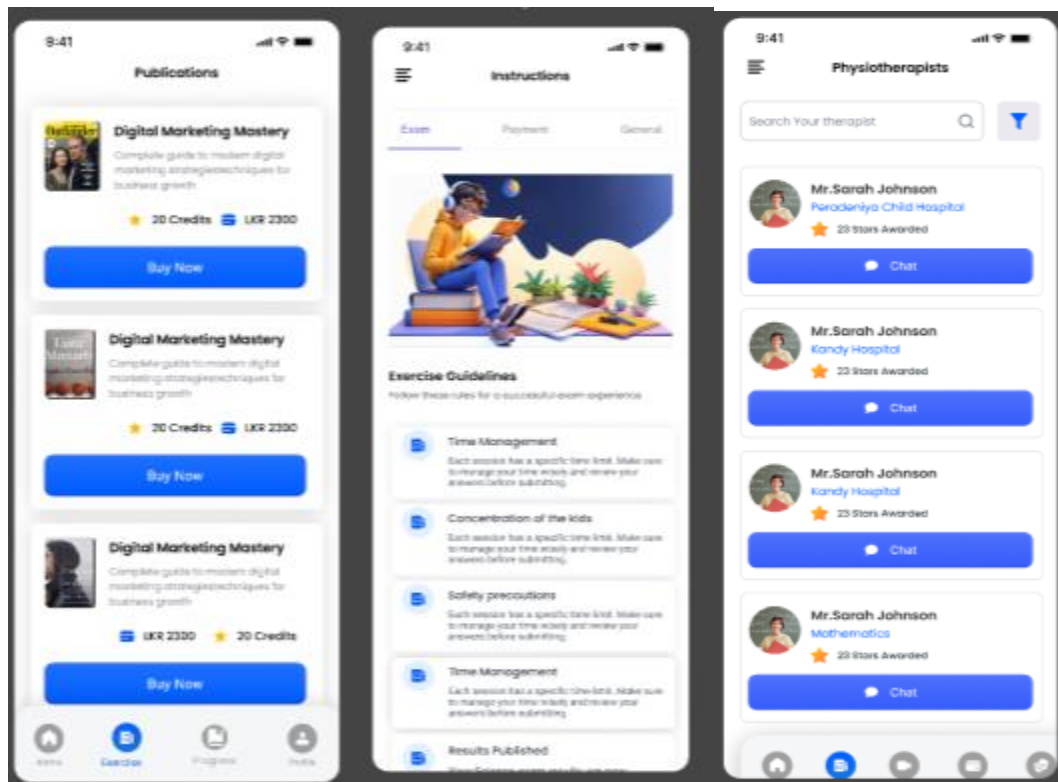 9:41
Publications
Digital Marketing Mastery
Complete guide to modern digital
marketing strategiestechniques for
business growth
20 Credits LKR 2300
Buy Now
Digital Marketing Mastery
Complete guide to modern digital
marketing strategiestechniques for
business growth
20 Credits LKR 2300
Buy Now
Digital Marketing Mastery
Complete guide to modern digital
marketing strategiestechniques for
business growth
LKR 2300 20 Credits
Buy Now
Home Exercise Progress Profile
9:41
Instructions
Exam Payment General
Exercise Guidelines
Follow these rules for a successful exam experience
Time Management
Each session has a specific time limit. Make sure
to manage your time wisely and review your
answers before submitting.
Concentration of the kids
Each session has a specific time limit. Make sure
to manage your time wisely and review your
answers before submitting.
Safety precautions
Each session has a specific time limit. Make sure
to manage your time wisely and review your
answers before submitting.
Time Management
Each session has a specific time limit. Make sure
to manage your time wisely and review your
answers before submitting.
Results Published
9:41
Physiotherapists
Search Your therapist
Mr.Sarah Johnson
Peradeniya Child Hospital
23 Stars Awarded
Chat
Mr.Sarah Johnson
Kandy Hospital
23 Stars Awarded
Chat
Mr.Sarah Johnson
Kandy Hospital
23 Stars Awarded
Chat
Mr.Sarah Johnson
Mathematics
23 Stars Awarded
Chat